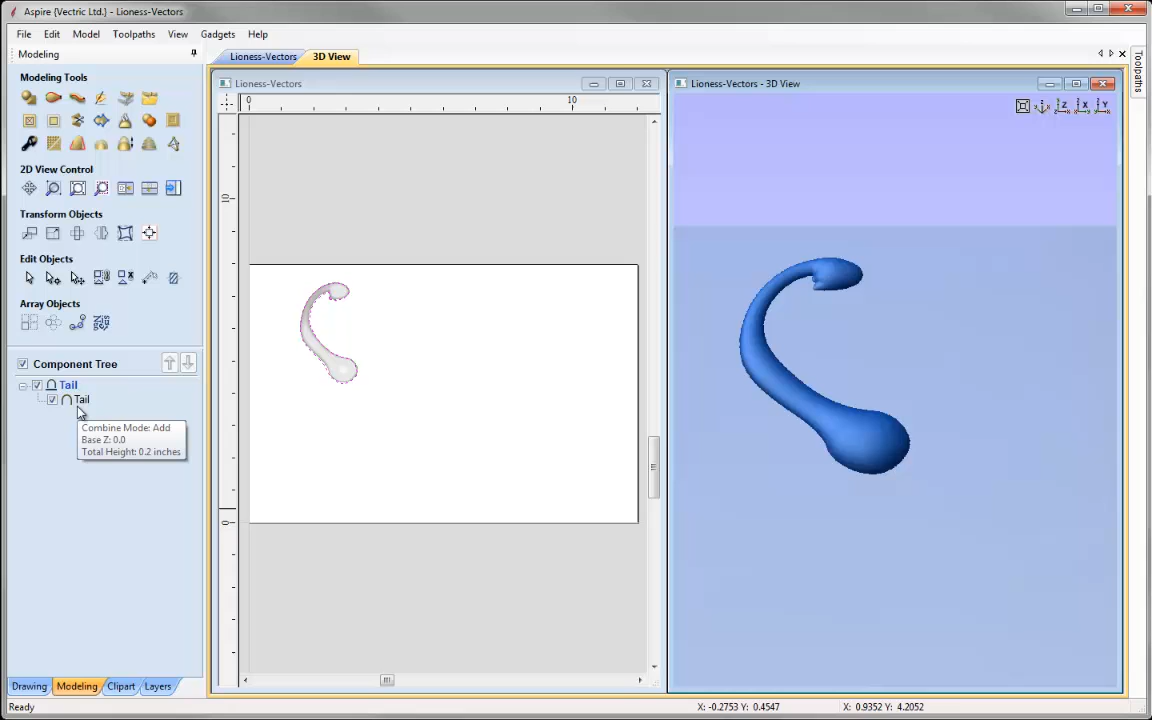 Aspire (Vectric Ltd.) - Lioness-Vectors
File Edit Model Toolpaths View Gadgets Help
Modeling
Lioness-Vectors
3D View
Toolpaths
Modeling Tools
2D View Control
Transform Objects
Edit Objects
Array Objects
Component Tree
Tail
Tail
Combine Mode: Add
Base Z: 0.0
Total Height: 0.2 inches
Lioness-Vectors
0 10
10
0
Lioness-Vectors - 3D View
Z X Y
Drawing Modeling Clipart Layers
Ready
X: -0.2753 Y: 0.4547
X: 0.9352 Y: 4.2052